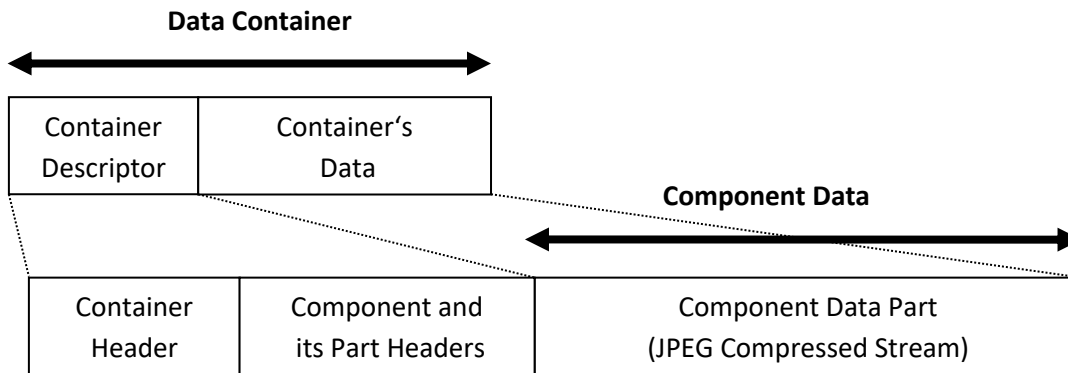 Data Container
Container
Descriptor
Container‘s
Data
Component Data
Container
Header
Component and
its Part Headers
Component Data Part
(JPEG Compressed Stream)